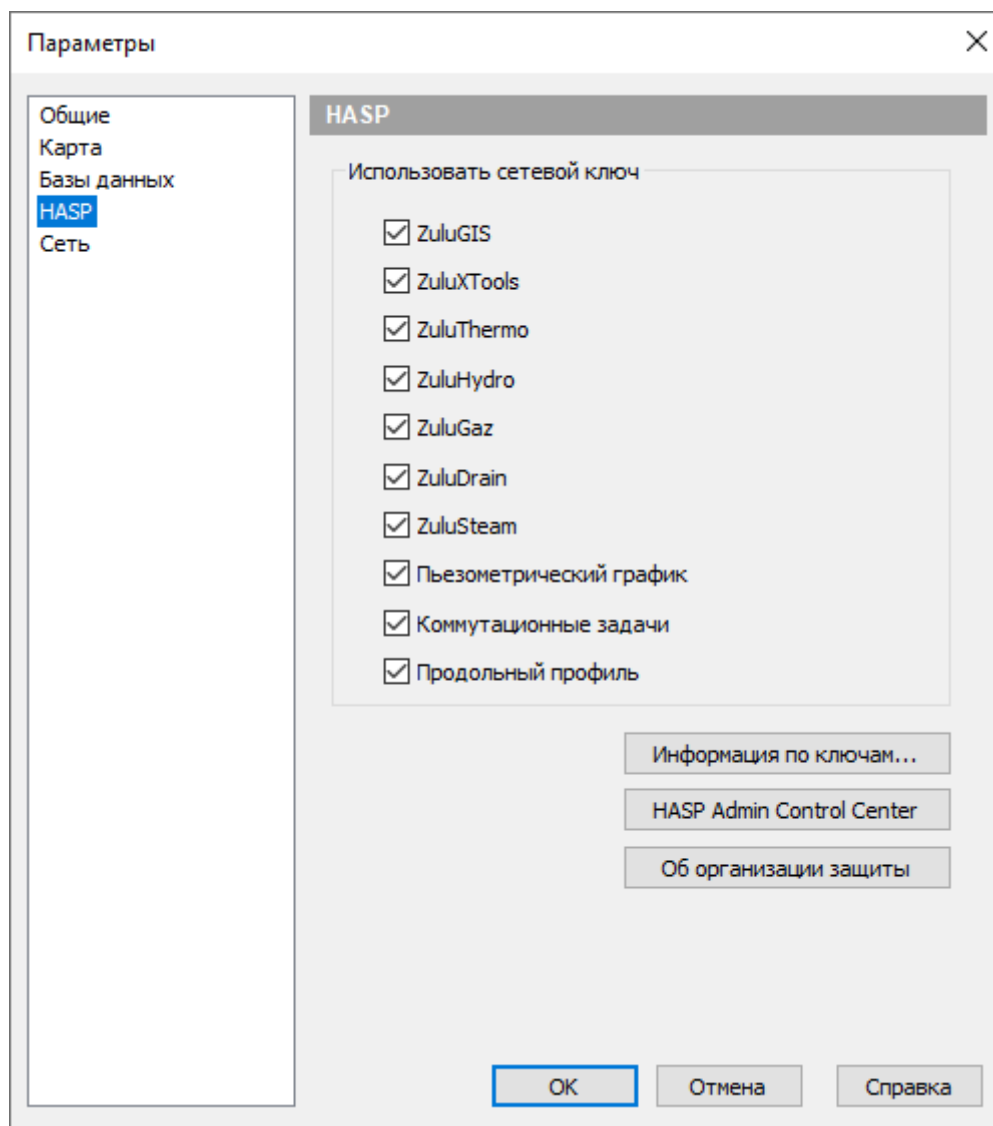 Параметры
Общие
Карта
Базы данных
HASP
Сеть
HASP
Использовать сетевой ключ
ZuluGIS
ZuluXTools
ZuluThermo
ZuluHydro
ZuluGaz
ZuluDrain
ZuluSteam
Пьезометрический график
Коммутационные задачи
Продольный профиль
Информация по ключам...
HASP Admin Control Center
Об организации защиты
OK
Отмена
Справка